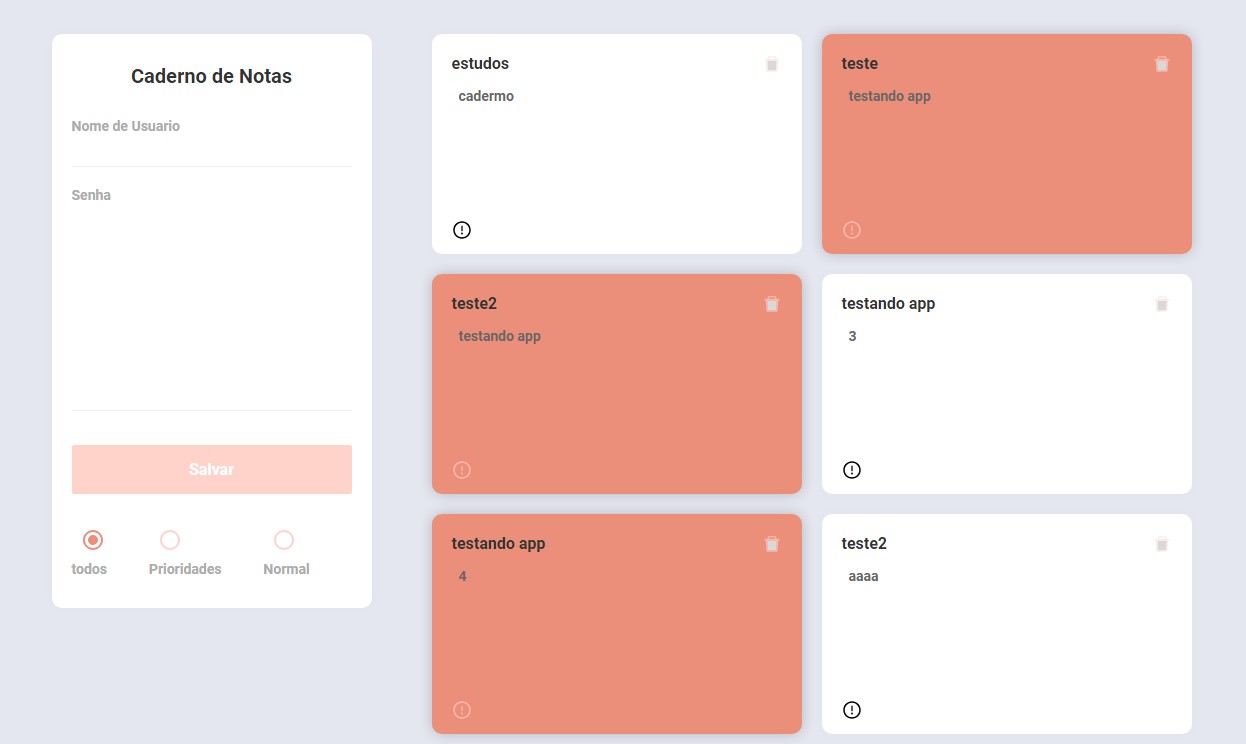 Caderno de Notas
Nome de Usuario
Senha
Salvar
todos
Prioridades
Normal
estudos
cadermo
teste
testando app
teste2
testando app
testando app
3
testando app
4
teste2
aaaa